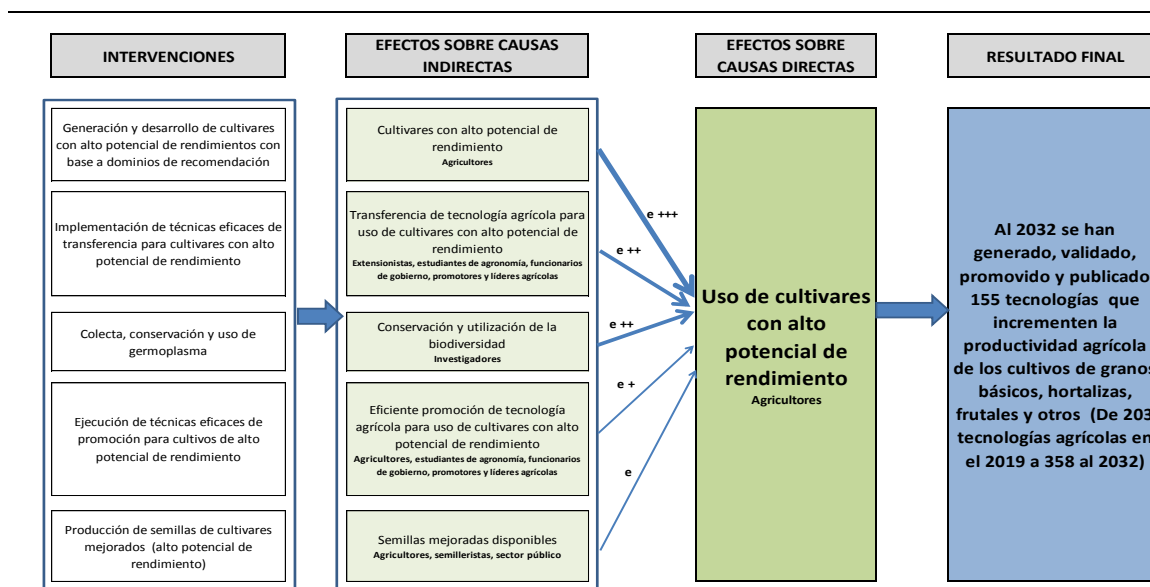 INTERVENCIONES
EFECTOS SOBRE CAUSAS
INDIRECTAS
EFECTOS SOBRE
CAUSAS DIRECTAS
RESULTADO FINAL
Generación y desarrollo de cultivares
con alto potencial de rendimientos con
base a dominios de recomendación
Implementación de técnicas eficaces de
transferencia para cultivares con alto
potencial de rendimiento
Colecta, conservación y uso de
germoplasma
Ejecución de técnicas eficaces de
promoción para cultivos de alto
potencial de rendimiento
Producción de semillas de cultivares
mejorados (alto potencial de
rendimiento)
Cultivares con alto potencial de
rendimiento
Agricultores
Transferencia de tecnología agrícola para
uso de cultivares con alto potencial de
rendimiento
Extensionistas, estudiantes de agronomía, funcionarios
de gobierno, promotores y líderes agrícolas
Conservación y utilización de la
biodiversidad
Investigadores
Eficiente promoción de tecnología
agrícola para uso de cultivares con alto
potencial de rendimiento
Agricultores, estudiantes de agronomía, funcionarios
de gobierno, promotores y líderes agrícolas
Semillas mejoradas disponibles
Agricultores, semilleristas, sector público
e +++
e ++
e ++
e +
e
Uso de cultivares
con alto
potencial de
rendimiento
Agricultores
Al 2032 se han
generado, validado,
promovido y publicado
155 tecnologías que
incrementen la
productividad agrícola
de los cultivos de granos
básicos, hortalizas,
frutales y otros (De 203
tecnologías agrícolas en
el 2019 a 358 al 2032)